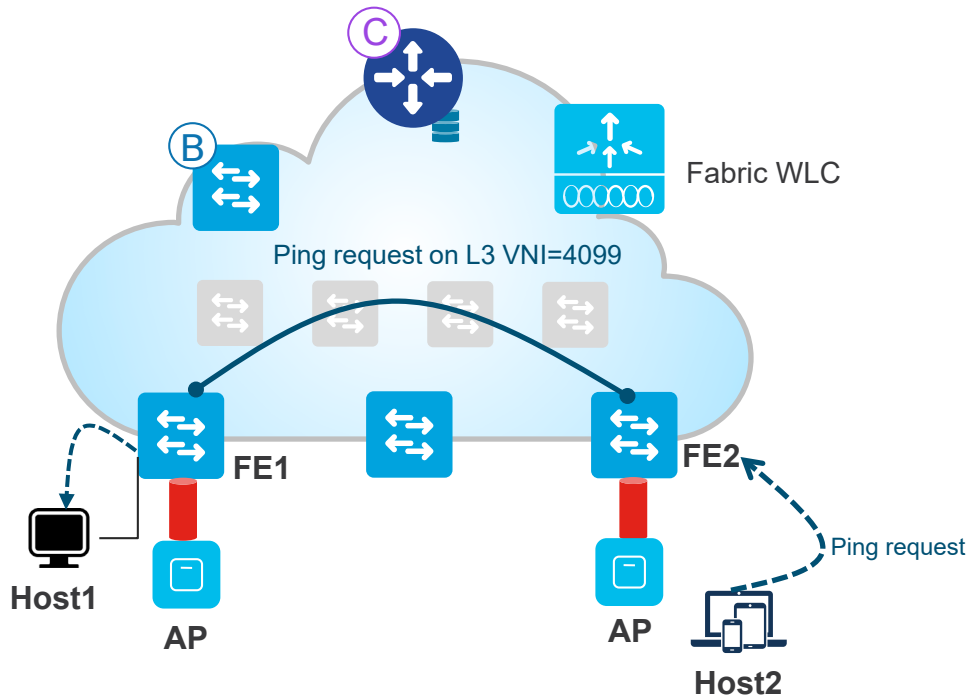 C
B
Fabric WLC
Ping request on L3 VNI=4099
FE1
FE2
Ping request
Host1
AP
AP
Host2